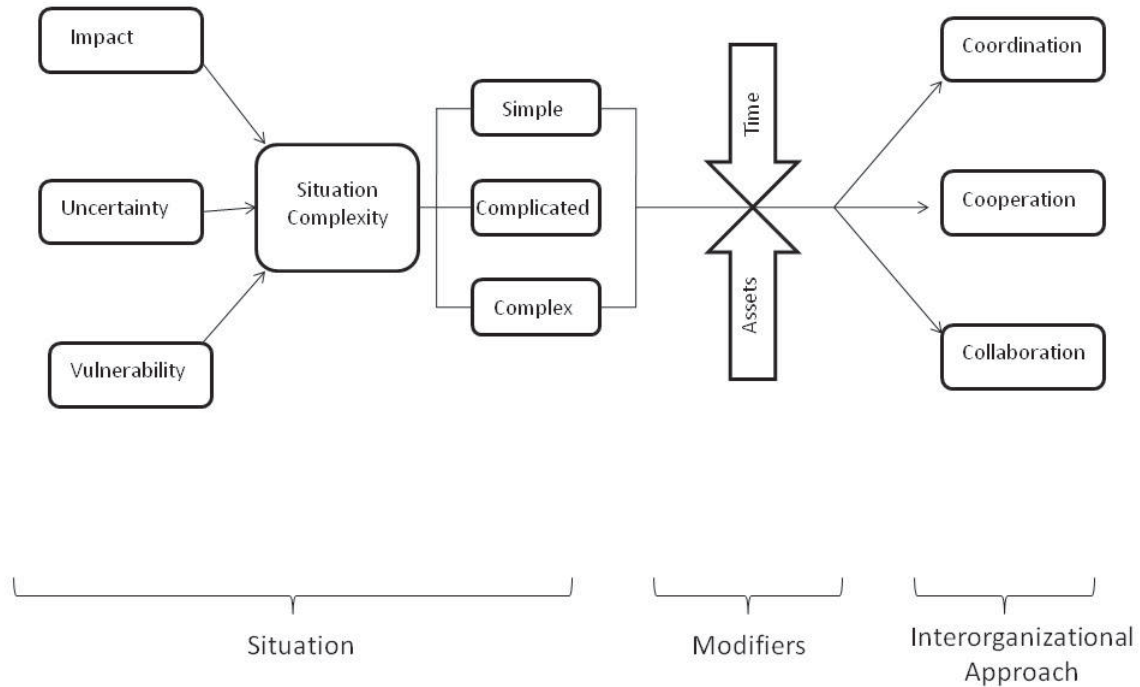 Impact
Uncertainty
Vulnerability
Situation
Complexity
Simple
Complicated
Complex
Time
Assets
Coordination
Cooperation
Collaboration
Situation
Modifiers
Interorganizational
Approach